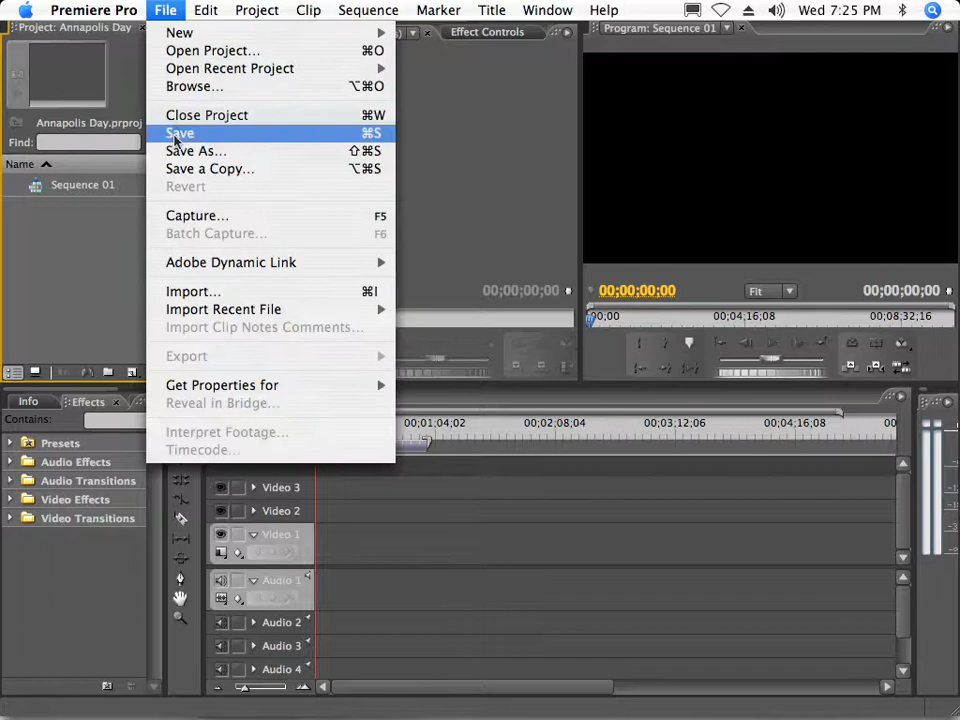 Premiere Pro File Edit Project Clip Sequence Marker Title Window Help Wed 7:25 PM
Project: Annapolis Day
Effect Controls
Program: Sequence 01
New
Open Project... ⌘O
Open Recent Project
Browse... ⌥⌘O
Close Project ⌘W
Save ⌘S
Save As... ⇧⌘S
Save a Copy... ⌥⌘S
Revert
Capture... F5
Batch Capture... F6
Adobe Dynamic Link
Import... ⌘I
Import Recent File
Import Clip Notes Comments...
Export
Get Properties for
Reveal in Bridge...
Interpret Footage...
Timecode...
Annapolis Day.prproj
Find:
Name
Sequence 01
00;00;00;00
00;00;00;00 Fit 00;00;00;00
00;00 00;04;16;08 00;08;32;16
Info Effects
Contains:
Presets
Audio Effects
Audio Transitions
Video Effects
Video Transitions
00;01;04;02 00;02;08;04 00;03;12;06 00;04;16;08 00
Video 3
Video 2
Video 1
Audio 1
Audio 2
Audio 3
Audio 4